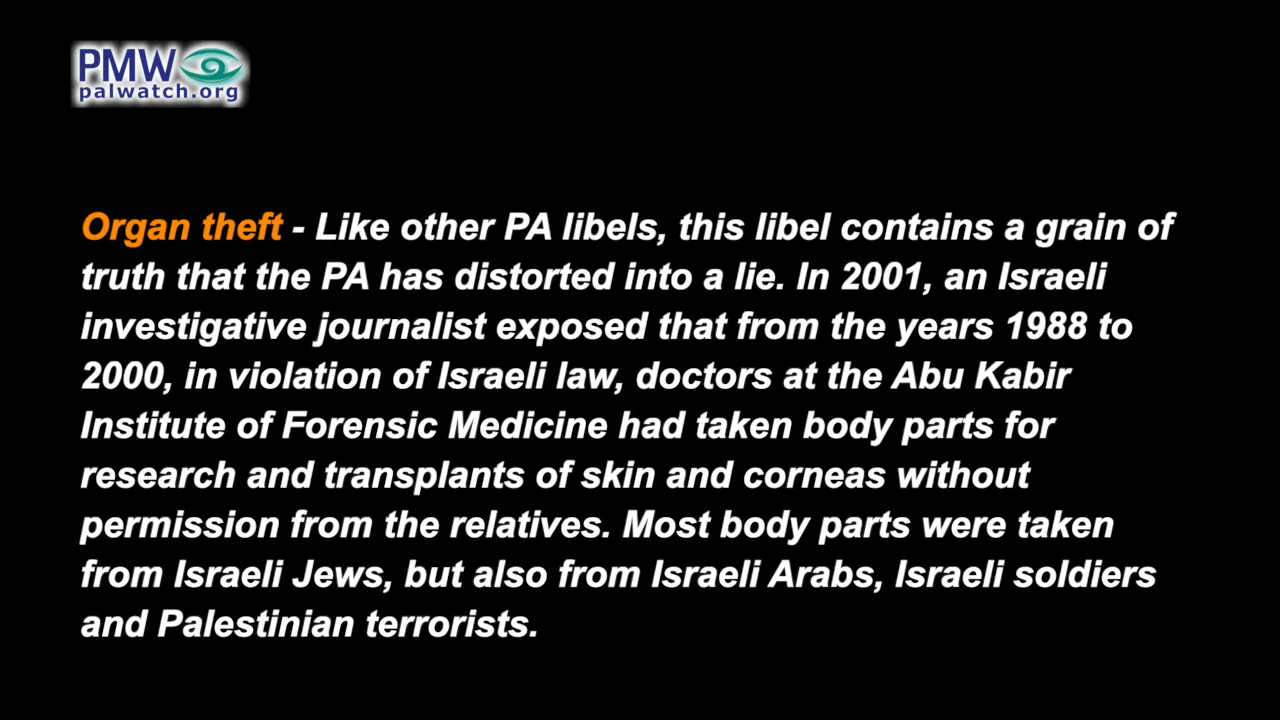 PMW
palwatch.org
Organ theft - Like other PA libels, this libel contains a grain of
truth that the PA has distorted into a lie. In 2001, an Israeli
investigative journalist exposed that from the years 1988 to
2000, in violation of Israeli law, doctors at the Abu Kabir
Institute of Forensic Medicine had taken body parts for
research and transplants of skin and corneas without
permission from the relatives. Most body parts were taken
from Israeli Jews, but also from Israeli Arabs, Israeli soldiers
and Palestinian terrorists.